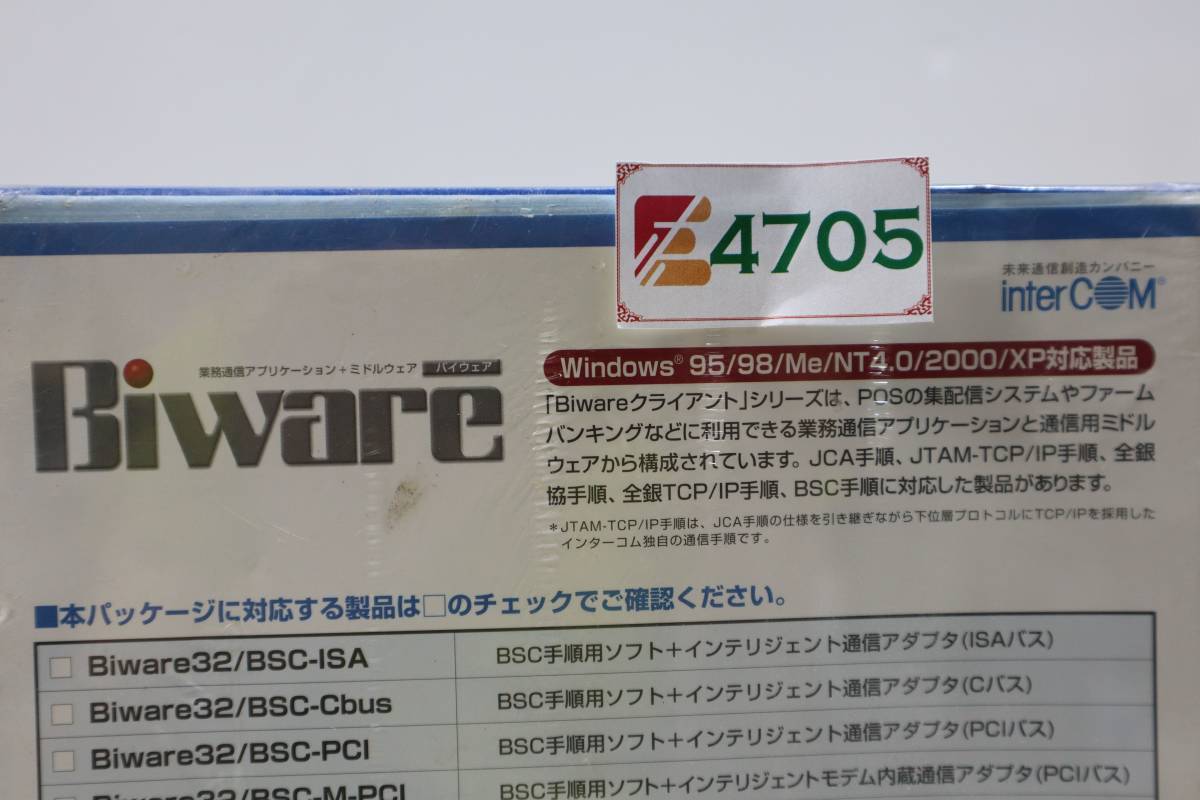 4705
未来通信創造カンパニー
interCOM®
業務通信アプリケーション+ミドルウェア バイウェア
Biware
Windows® 95/98/Me/NT4.0/2000/XP対応製品
「Biwareクライアント」シリーズは、POSの集配信システムやファーム
バンキングなどに利用できる業務通信アプリケーションと通信用ミドル
ウェアから構成されています。JCA手順、JTAM-TCP/IP手順、全銀
協手順、全銀TCP/IP手順、BSC手順に対応した製品があります。
*JTAM-TCP/IP手順は、JCA手順の仕様を引き継ぎながら下位層プロトコルにTCP/IPを採用した
インターコム独自の通信手順です。
■本パッケージに対応する製品は□のチェックでご確認ください。
□ Biware32/BSC-ISA BSC手順用ソフト+インテリジェント通信アダプタ(ISAバス)
□ Biware32/BSC-Cbus BSC手順用ソフト+インテリジェント通信アダプタ(Cバス)
□ Biware32/BSC-PCI BSC手順用ソフト+インテリジェント通信アダプタ(PCIバス)
□ Biware32/BSC-M-PCI BSC手順用ソフト+インテリジェントモデム内蔵通信アダプタ(PCIバス)